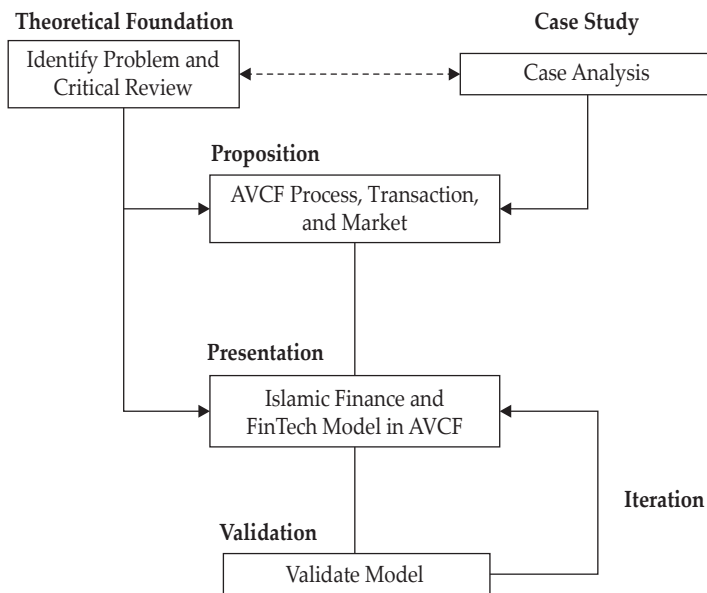 Theoretical Foundation
Case Study
Identify Problem and
Critical Review
Case Analysis
Proposition
AVCF Process, Transaction,
and Market
Presentation
Islamic Finance and
FinTech Model in AVCF
Iteration
Validation
Validate Model